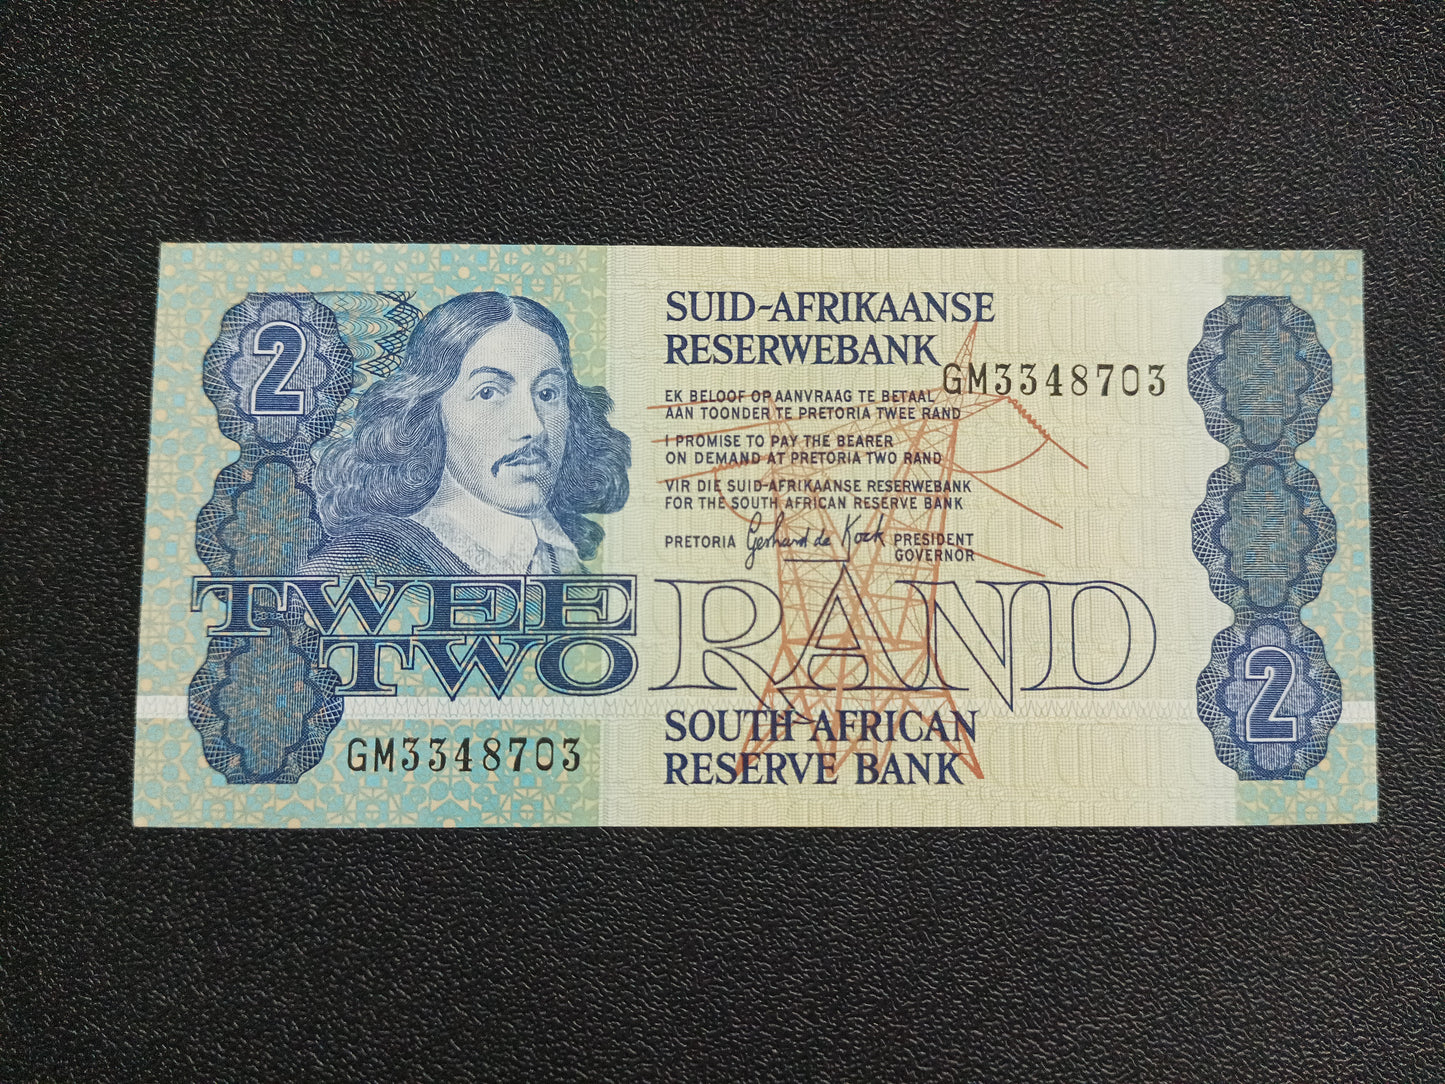 2
SUID-AFRIKAANSE
RESERWEBANK
GM3348703
EK BELOOF OP AANVRAAG TE BETAAL
AAN TOONDER TE PRETORIA TWEE RAND
I PROMISE TO PAY THE BEARER
ON DEMAND AT PRETORIA TWO RAND
VIR DIE SUID-AFRIKAANSE RESERWEBANK
FOR THE SOUTH AFRICAN RESERVE BANK
PRETORIA Gerhard de Kock PRESIDENT
GOVERNOR
TWEE
TWO
RAND
SOUTH AFRICAN
RESERVE BANK
GM3348703
2